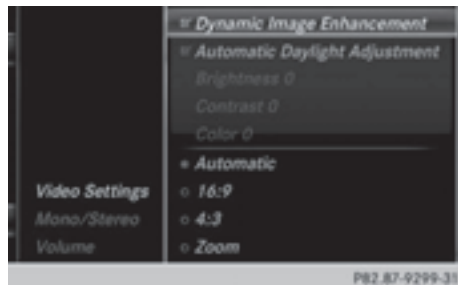 Dynamic Image Enhancement
Automatic Daylight Adjustment
Brightness 0
Contrast 0
Color 0
Automatic
Video Settings
16:9
Mono/Stereo
4:3
Volume
Zoom
P82.87-9299-31